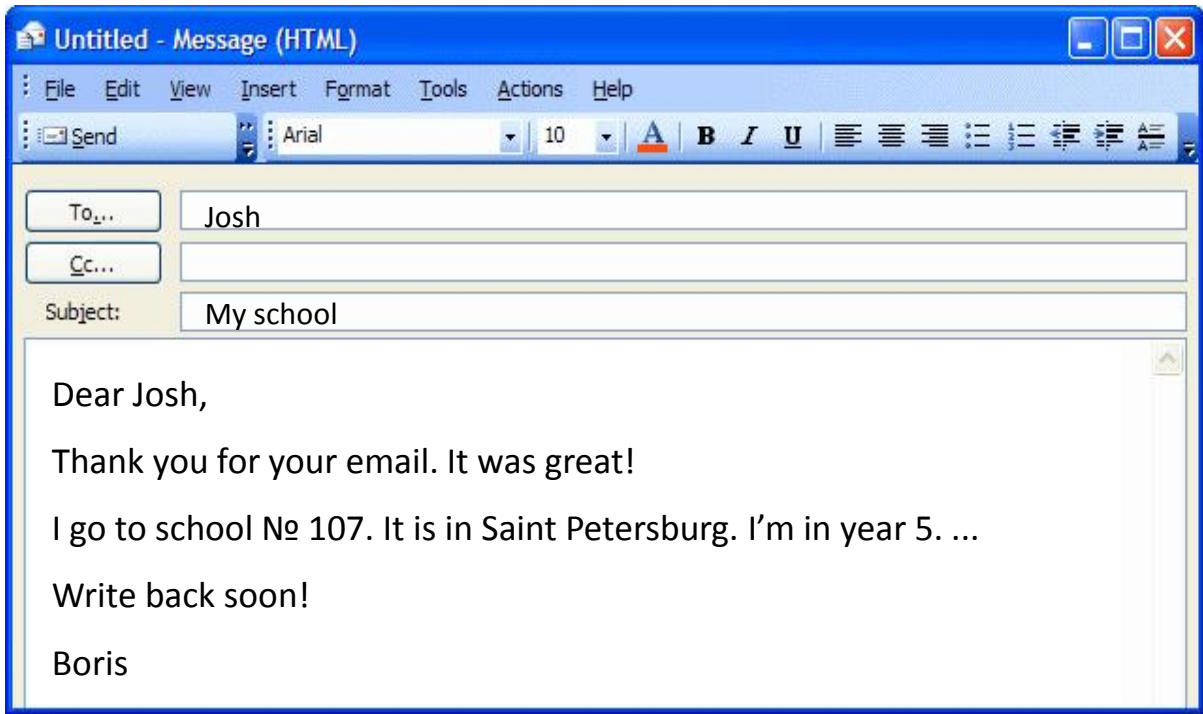 Untitled - Message (HTML)
File Edit View Insert Format Tools Actions Help
Send Arial 10 A B I U
To... Josh
Cc...
Subject: My school
Dear Josh,
Thank you for your email. It was great!
I go to school № 107. It is in Saint Petersburg. I’m in year 5. ...
Write back soon!
Boris